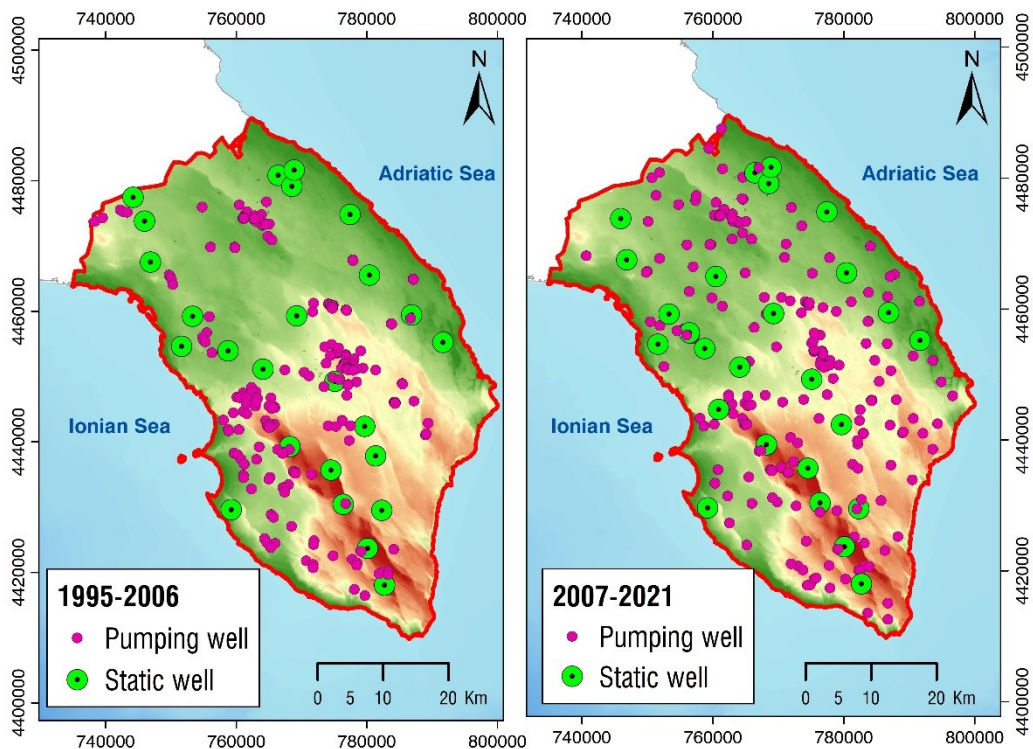 740000 760000 780000 800000 740000 760000 780000 800000
4500000
4480000
4460000
4440000
4420000
4400000
N
Adriatic Sea
Ionian Sea
1995-2006
Pumping well
Static well
0 5 10 20 Km
740000 760000 780000 800000
N
Adriatic Sea
Ionian Sea
2007-2021
Pumping well
Static well
0 5 10 20 Km
4500000
4480000
4460000
4440000
4420000
4400000
740000 760000 780000 800000